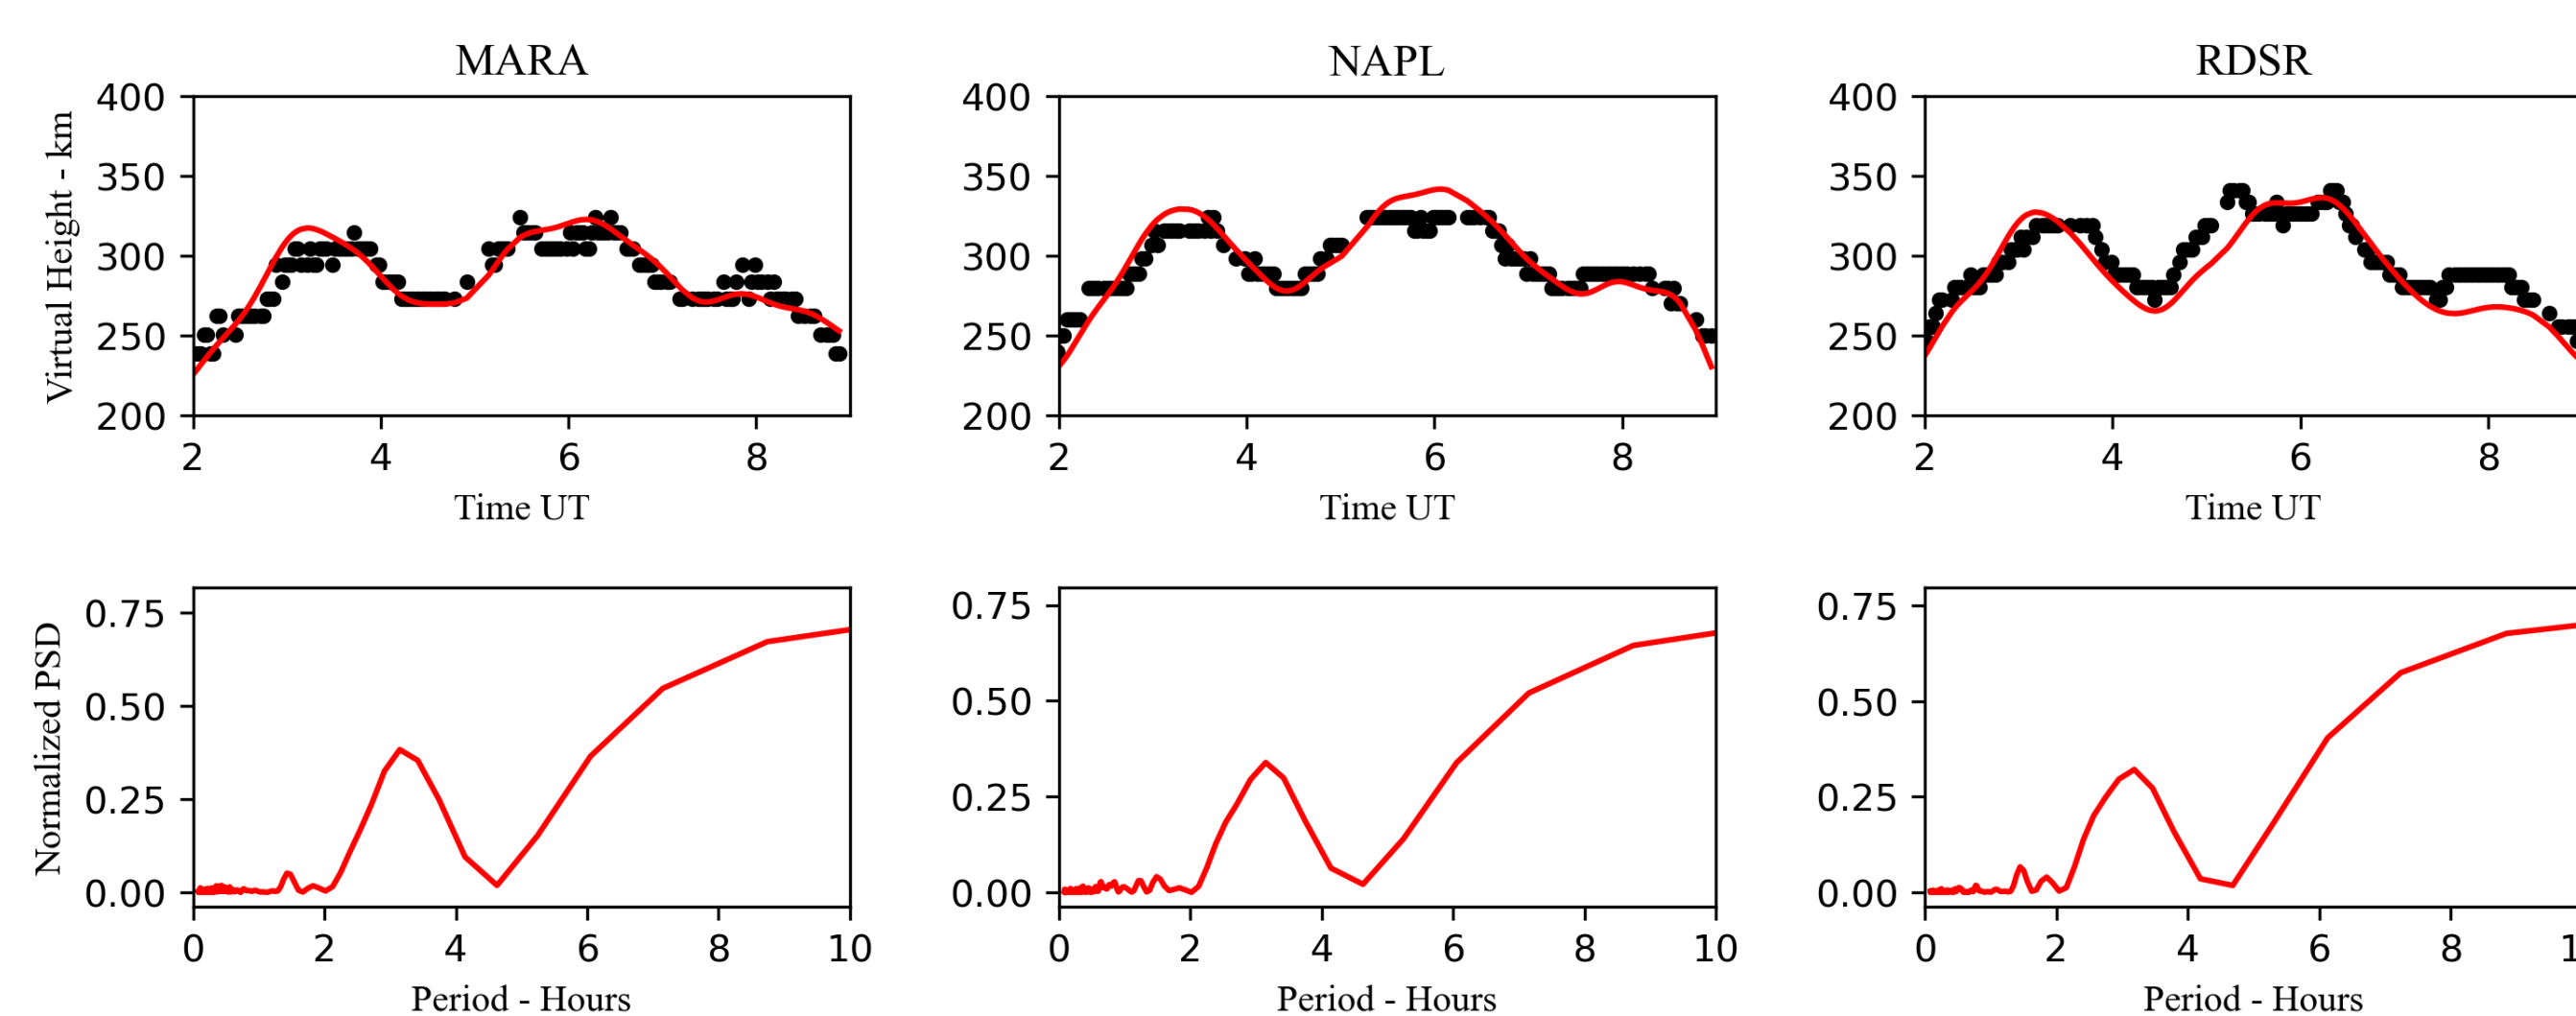 MARA NAPL RDSR
Virtual Height - km
400 350 300 250 200
2 4 6 8
Time UT
400 350 300 250 200
2 4 6 8
Time UT
400 350 300 250 200
2 4 6 8
Time UT
Normalized PSD
0.75 0.50 0.25 0.00
0 2 4 6 8 10
Period - Hours
0.75 0.50 0.25 0.00
0 2 4 6 8 10
Period - Hours
0.75 0.50 0.25 0.00
0 2 4 6 8 1
Period - Hours